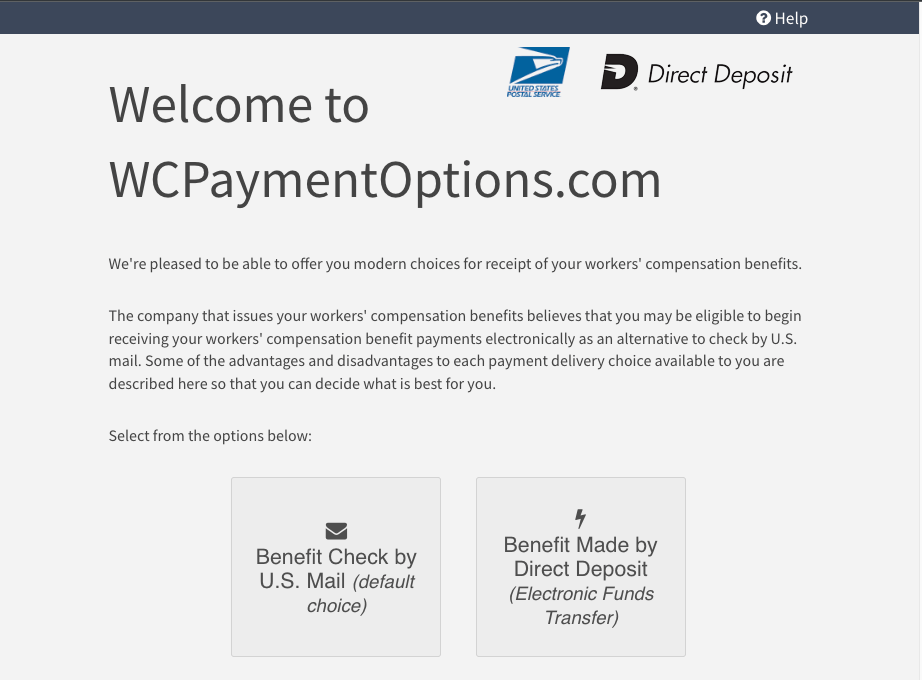 Help
UNITED STATES
POSTAL SERVICE
Direct Deposit
Welcome to
WCPaymentOptions.com
We're pleased to be able to offer you modern choices for receipt of your workers' compensation benefits.
The company that issues your workers' compensation benefits believes that you may be eligible to begin
receiving your workers' compensation benefit payments electronically as an alternative to check by U.S.
mail. Some of the advantages and disadvantages to each payment delivery choice available to you are
described here so that you can decide what is best for you.
Select from the options below:
Benefit Check by
U.S. Mail (default
choice)
Benefit Made by
Direct Deposit
(Electronic Funds
Transfer)